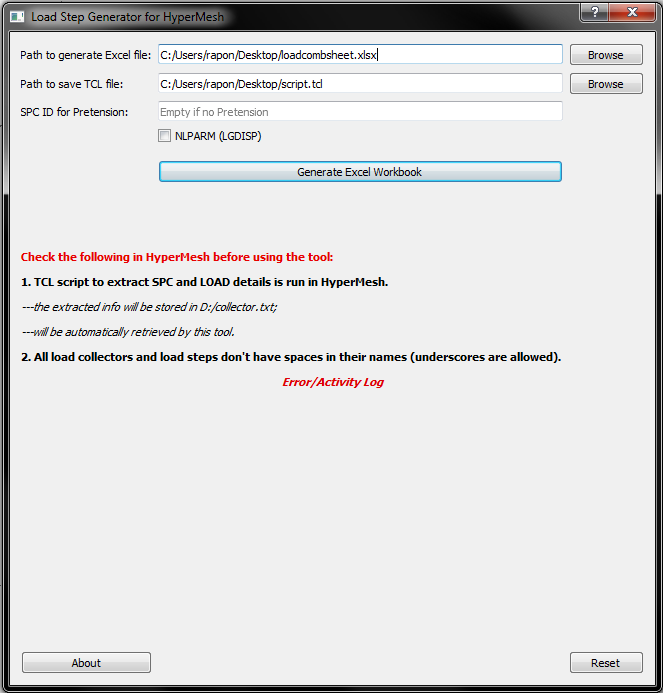 Load Step Generator for HyperMesh
?
X
Path to generate Excel file: C:/Users/rapon/Desktop/loadcombsheet.xlsx Browse
Path to save TCL file: C:/Users/rapon/Desktop/script.tcl Browse
SPC ID for Pretension: Empty if no Pretension
NLPARM (LGDISP)
Generate Excel Workbook
Check the following in HyperMesh before using the tool:
1. TCL script to extract SPC and LOAD details is run in HyperMesh.
---the extracted info will be stored in D:/collector.txt;
---will be automatically retrieved by this tool.
2. All load collectors and load steps don't have spaces in their names (underscores are allowed).
Error/Activity Log
About Reset